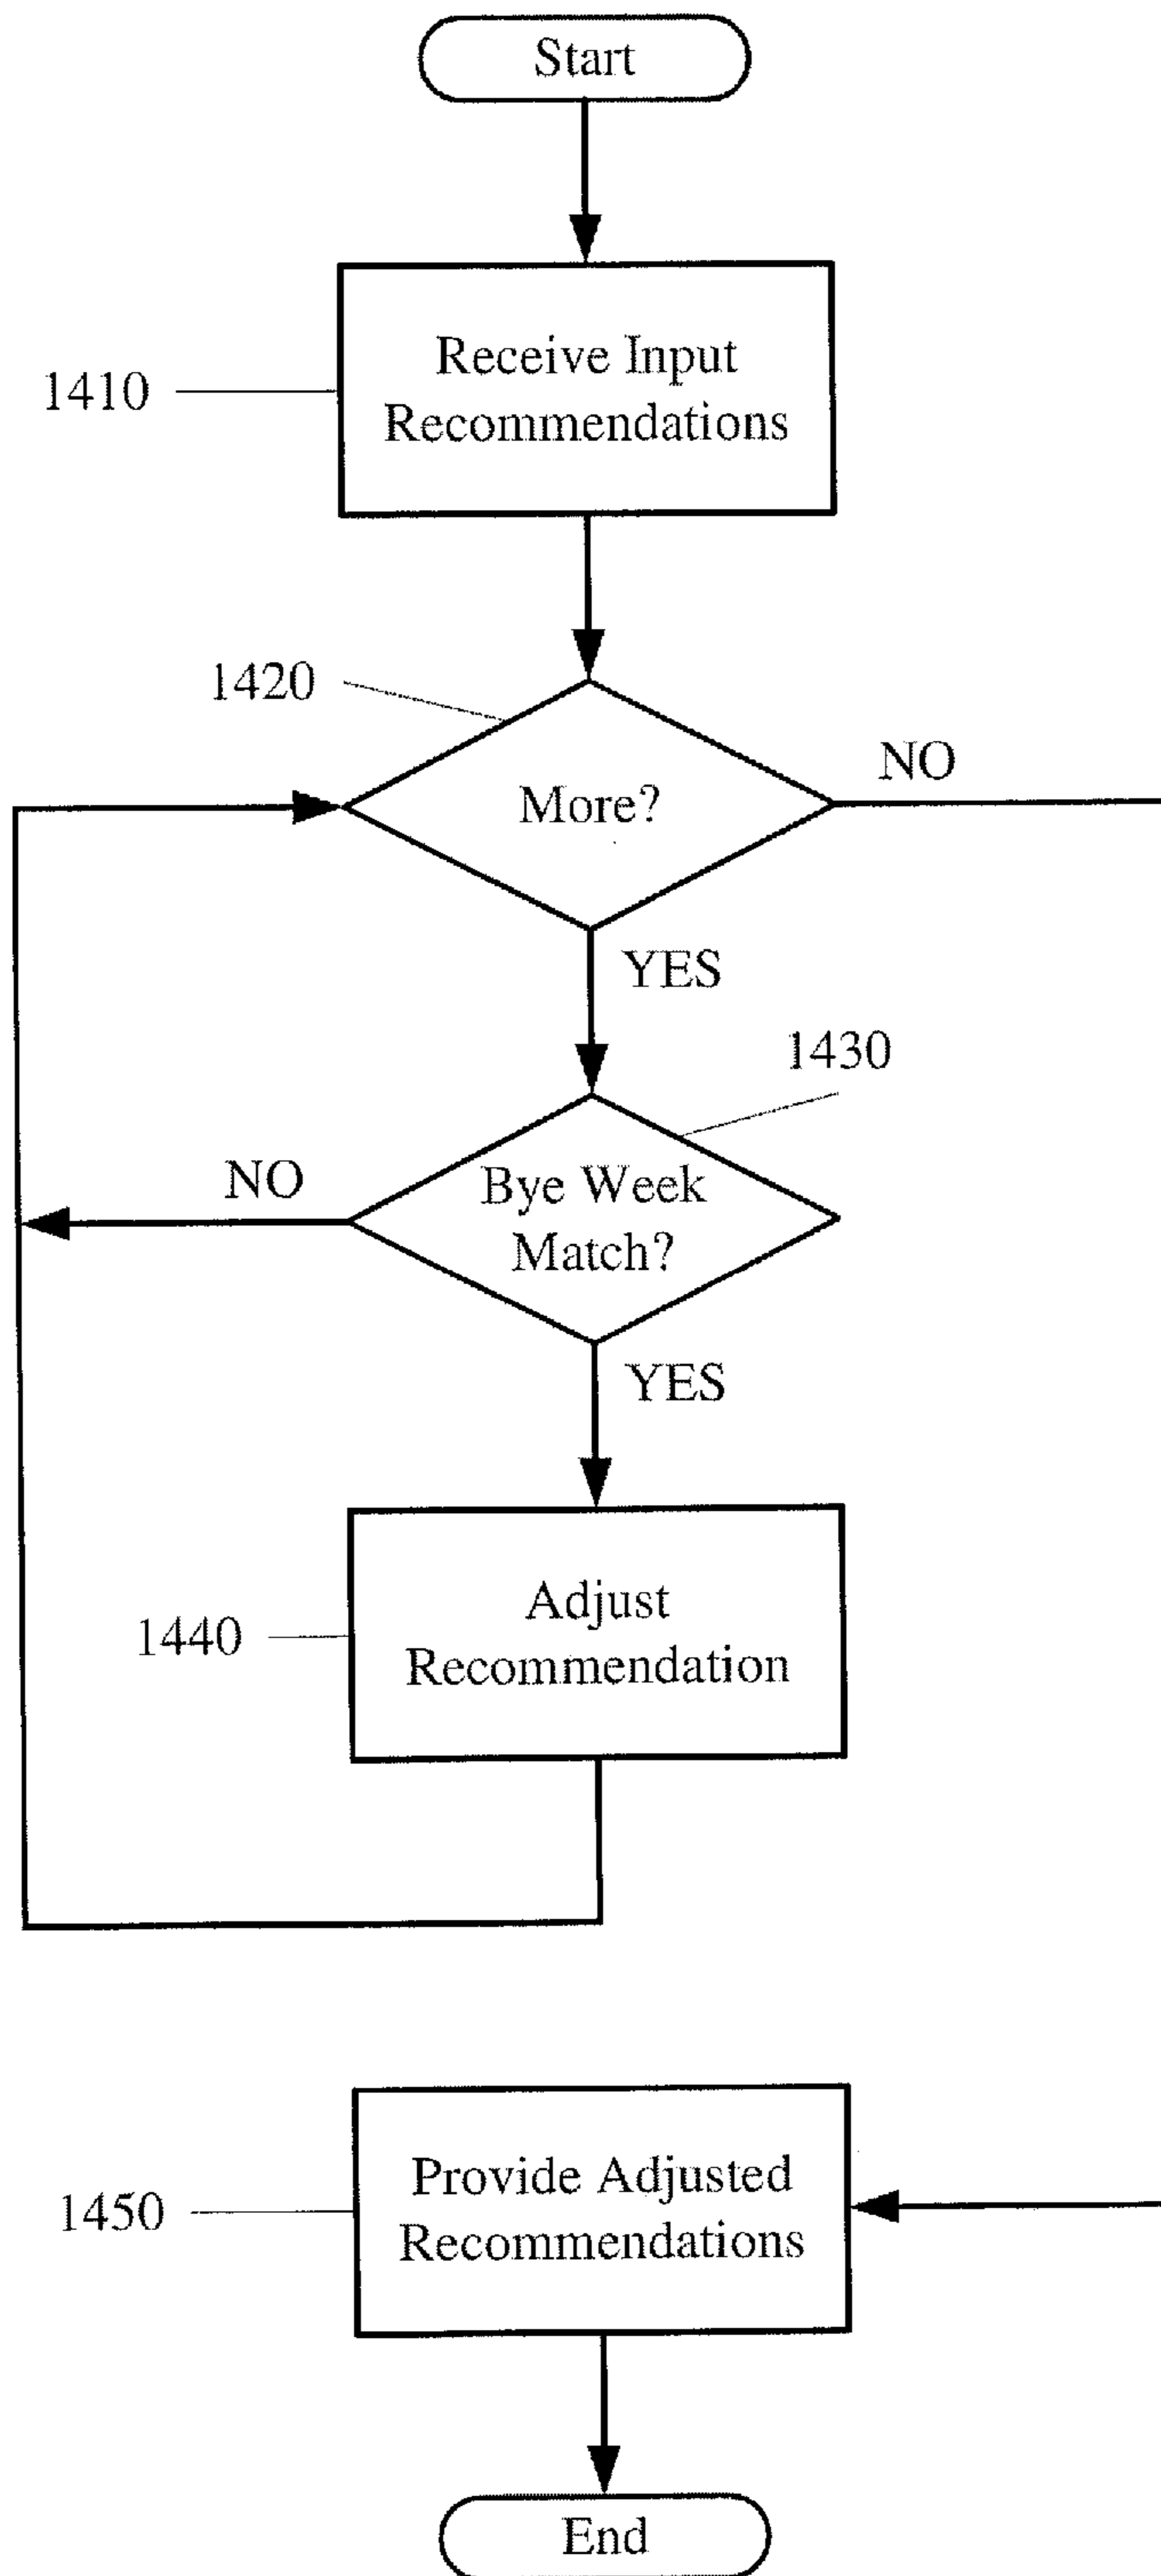 Start
1410
Receive Input
Recommendations
1420
More?
NO
YES
1430
NO
Bye Week
Match?
YES
1440
Adjust
Recommendation
1450
Provide Adjusted
Recommendations
End